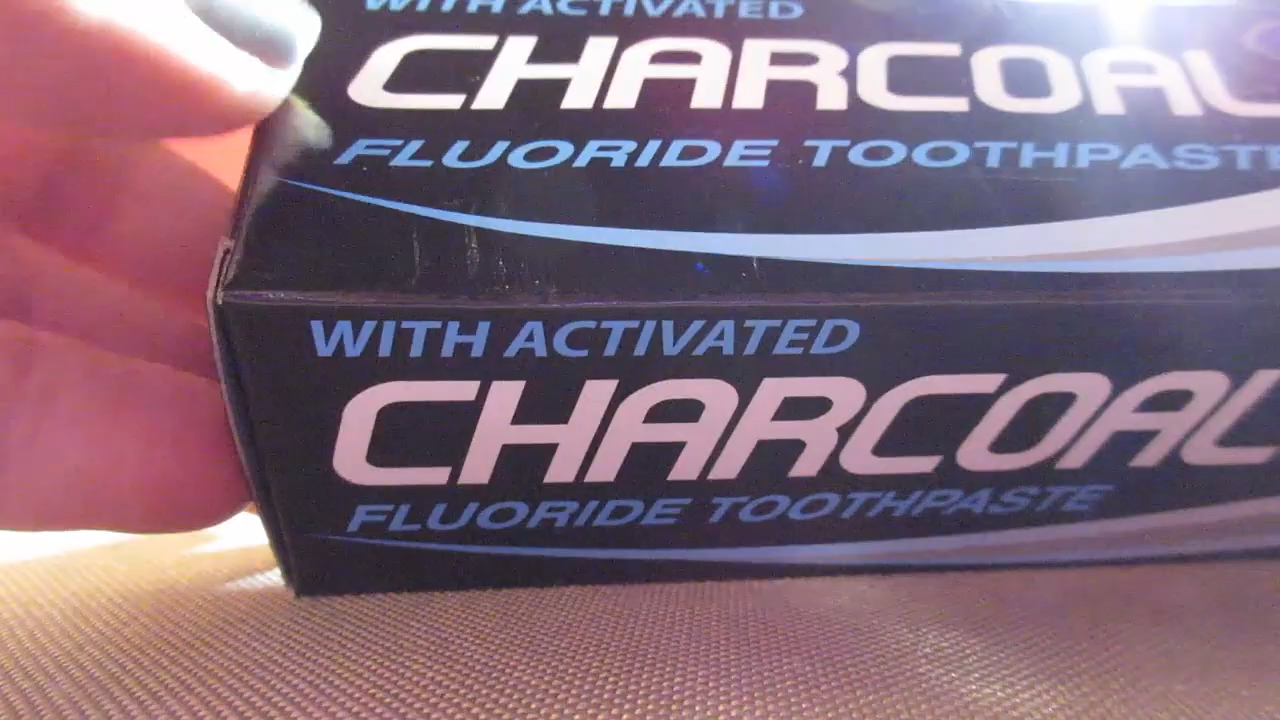 WITH ACTIVATED
CHARCOAL
FLUORIDE TOOTHPASTE
WITH ACTIVATED
CHARCOAL
FLUORIDE TOOTHPASTE